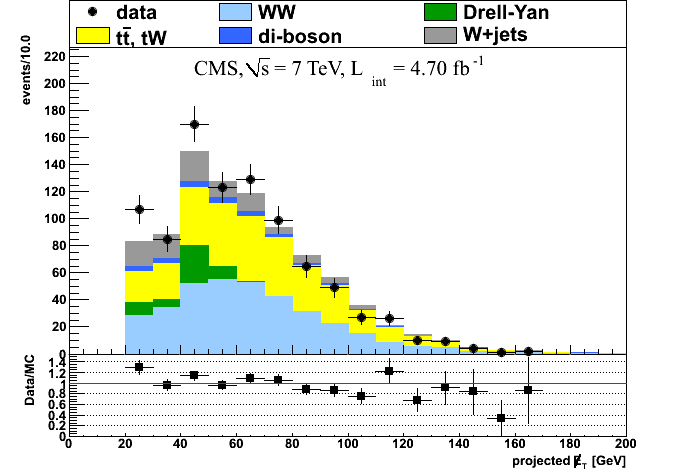 data WW Drell-Yan
tt̄, tW di-boson W+jets
events/10.0
CMS, √s = 7 TeV, L int = 4.70 fb⁻¹
220
200
180
160
140
120
100
80
60
40
20
0
Data/MC
1.4
1.2
1
0.8
0.6
0.4
0.2
0
0 20 40 60 80 100 120 140 160 180 200
projected E̸T [GeV]